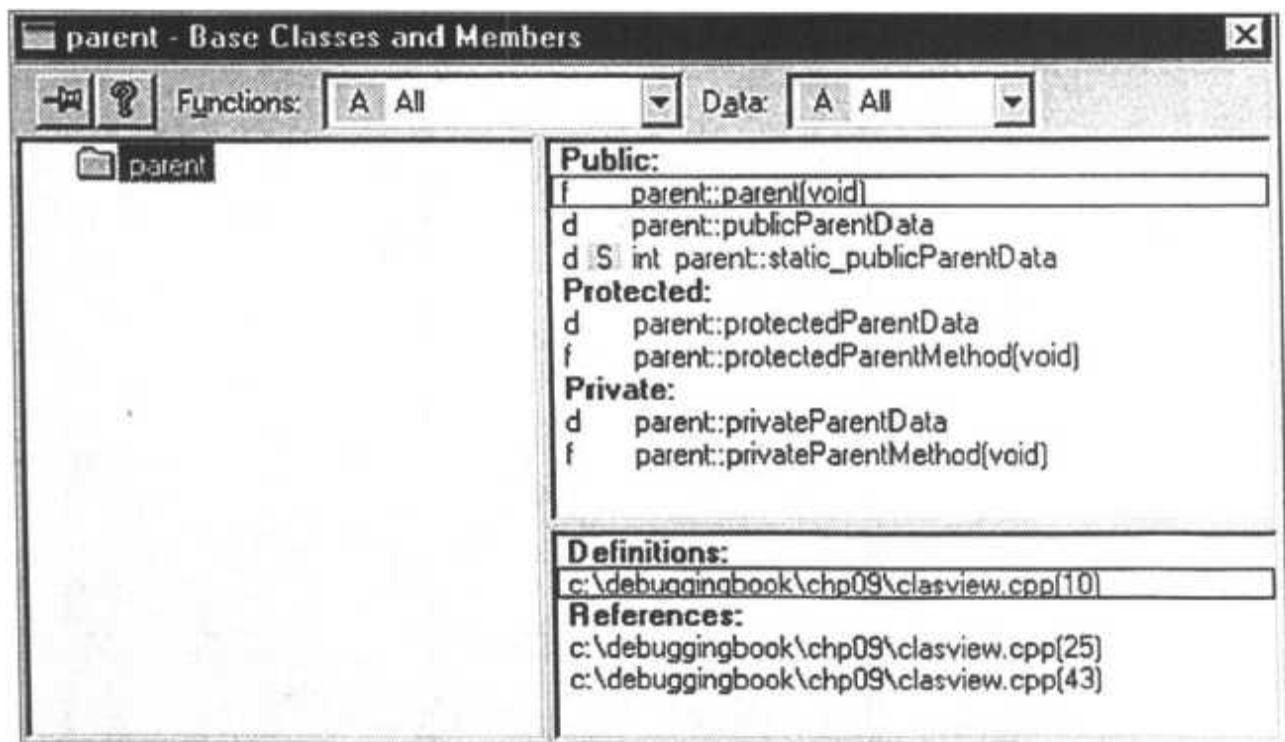 parent - Base Classes and Members
Functions: A All Data: A All
parent
Public:
f parent::parent(void)
d parent::publicParentData
d S int parent::static_publicParentData
Protected:
d parent::protectedParentData
f parent::protectedParentMethod(void)
Private:
d parent::privateParentData
f parent::privateParentMethod(void)
Definitions:
c:\debuggingbook\chp09\clasview.cpp(10)
References:
c:\debuggingbook\chp09\clasview.cpp(25)
c:\debuggingbook\chp09\clasview.cpp(43)